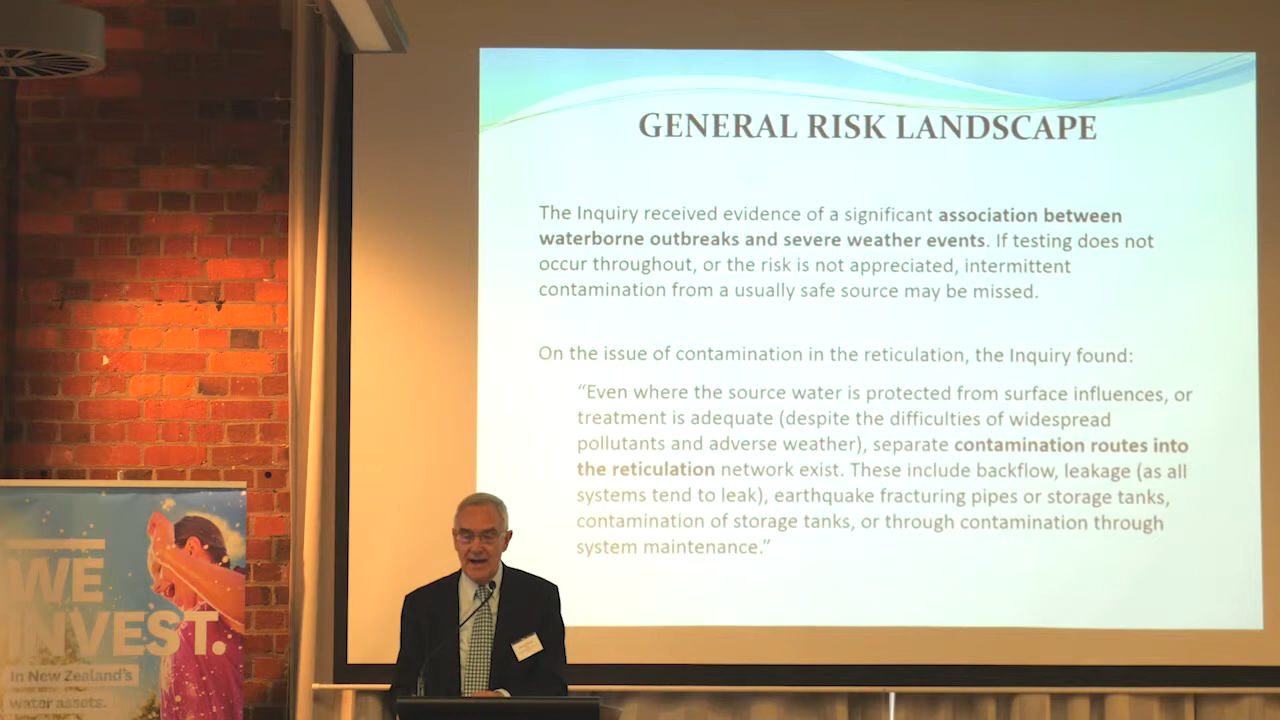 GENERAL RISK LANDSCAPE
The Inquiry received evidence of a significant association between
waterborne outbreaks and severe weather events. If testing does not
occur throughout, or the risk is not appreciated, intermittent
contamination from a usually safe source may be missed.
On the issue of contamination in the reticulation, the Inquiry found:
“Even where the source water is protected from surface influences, or
treatment is adequate (despite the difficulties of widespread
pollutants and adverse weather), separate contamination routes into
the reticulation network exist. These include backflow, leakage (as all
systems tend to leak), earthquake fracturing pipes or storage tanks,
contamination of storage tanks, or through contamination through
system maintenance.”
WE
INVEST.
In New Zealand's
water assets.